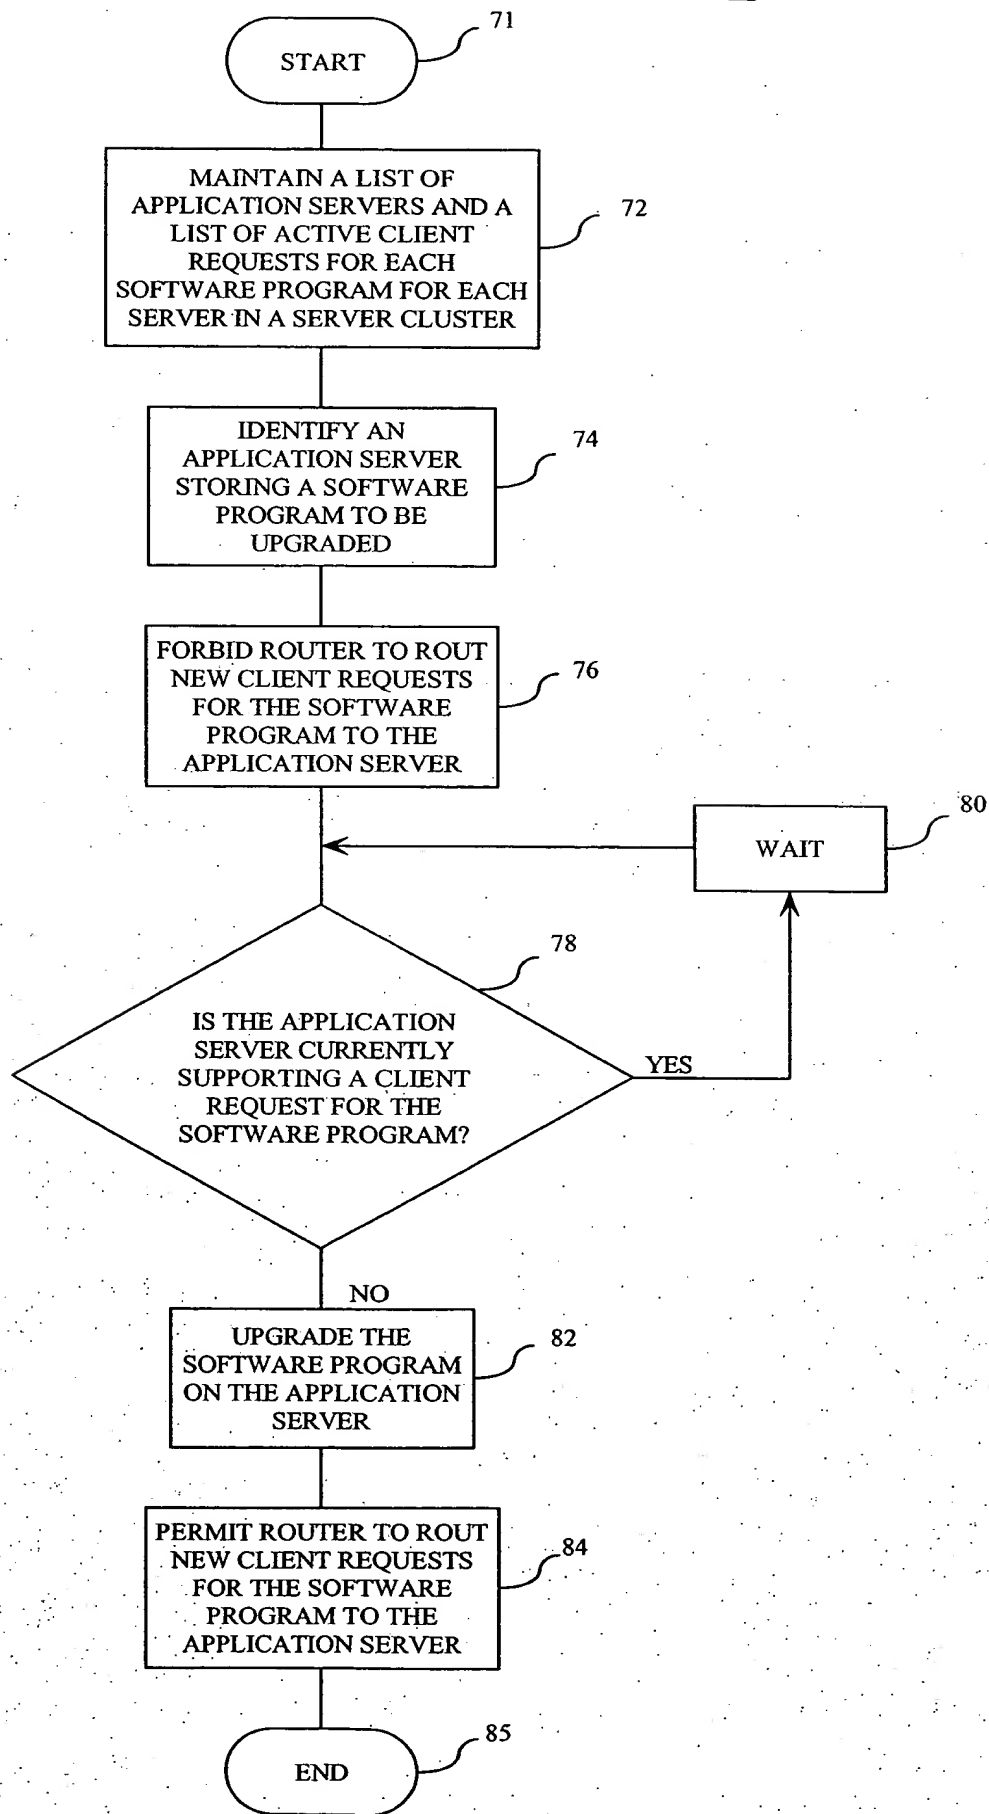 71
START
MAINTAIN A LIST OF
APPLICATION SERVERS AND A
LIST OF ACTIVE CLIENT
REQUESTS FOR EACH
SOFTWARE PROGRAM FOR EACH
SERVER IN A SERVER CLUSTER
72
IDENTIFY AN
APPLICATION SERVER
STORING A SOFTWARE
PROGRAM TO BE
UPGRADED
74
FORBID ROUTER TO ROUT
NEW CLIENT REQUESTS
FOR THE SOFTWARE
PROGRAM TO THE
APPLICATION SERVER
76
80
WAIT
78
IS THE APPLICATION
SERVER CURRENTLY
SUPPORTING A CLIENT
REQUEST FOR THE
SOFTWARE PROGRAM?
YES
NO
UPGRADE THE
SOFTWARE PROGRAM
ON THE APPLICATION
SERVER
82
PERMIT ROUTER TO ROUT
NEW CLIENT REQUESTS
FOR THE SOFTWARE
PROGRAM TO THE
APPLICATION SERVER
84
85
END